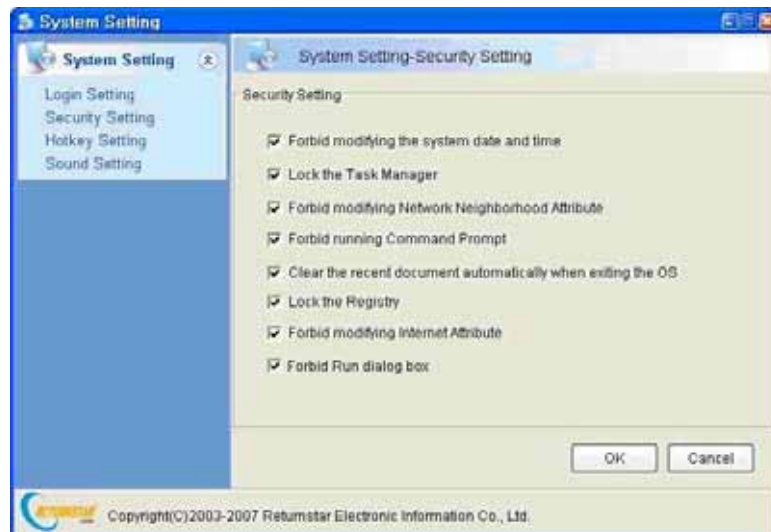 System Setting
System Setting
System Setting-Security Setting
Login Setting
Security Setting
Hotkey Setting
Sound Setting
Security Setting
Forbid modifying the system date and time
Lock the Task Manager
Forbid modifying Network Neighborhood Attribute
Forbid running Command Prompt
Clear the recent document automatically when exiting the OS
Lock the Registry
Forbid modifying Internet Attribute
Forbid Run dialog box
OK
Cancel
Copyright(C)2003-2007 Returnstar Electronic Information Co., Ltd.